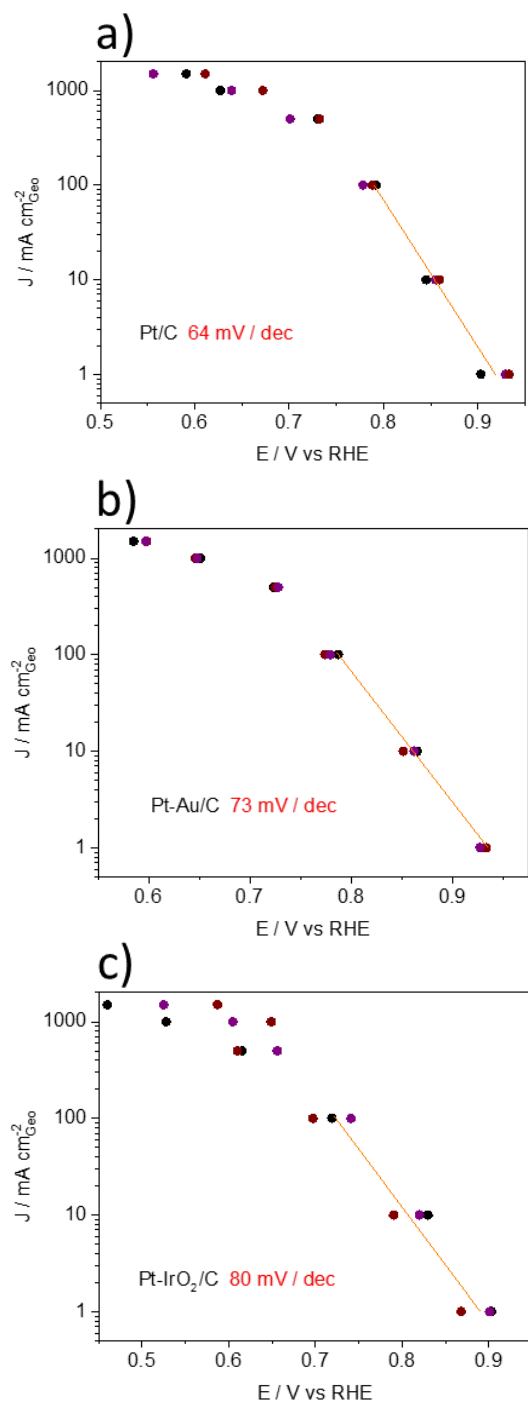 a)
1000
100
10
1
J / mA cm⁻²Geo
Pt/C 64 mV / dec
0.5 0.6 0.7 0.8 0.9
E / V vs RHE
b)
1000
100
10
1
J / mA cm⁻²Geo
Pt-Au/C 73 mV / dec
0.6 0.7 0.8 0.9
E / V vs RHE
c)
1000
100
10
1
J / mA cm⁻²Geo
Pt-IrO₂/C 80 mV / dec
0.5 0.6 0.7 0.8 0.9
E / V vs RHE